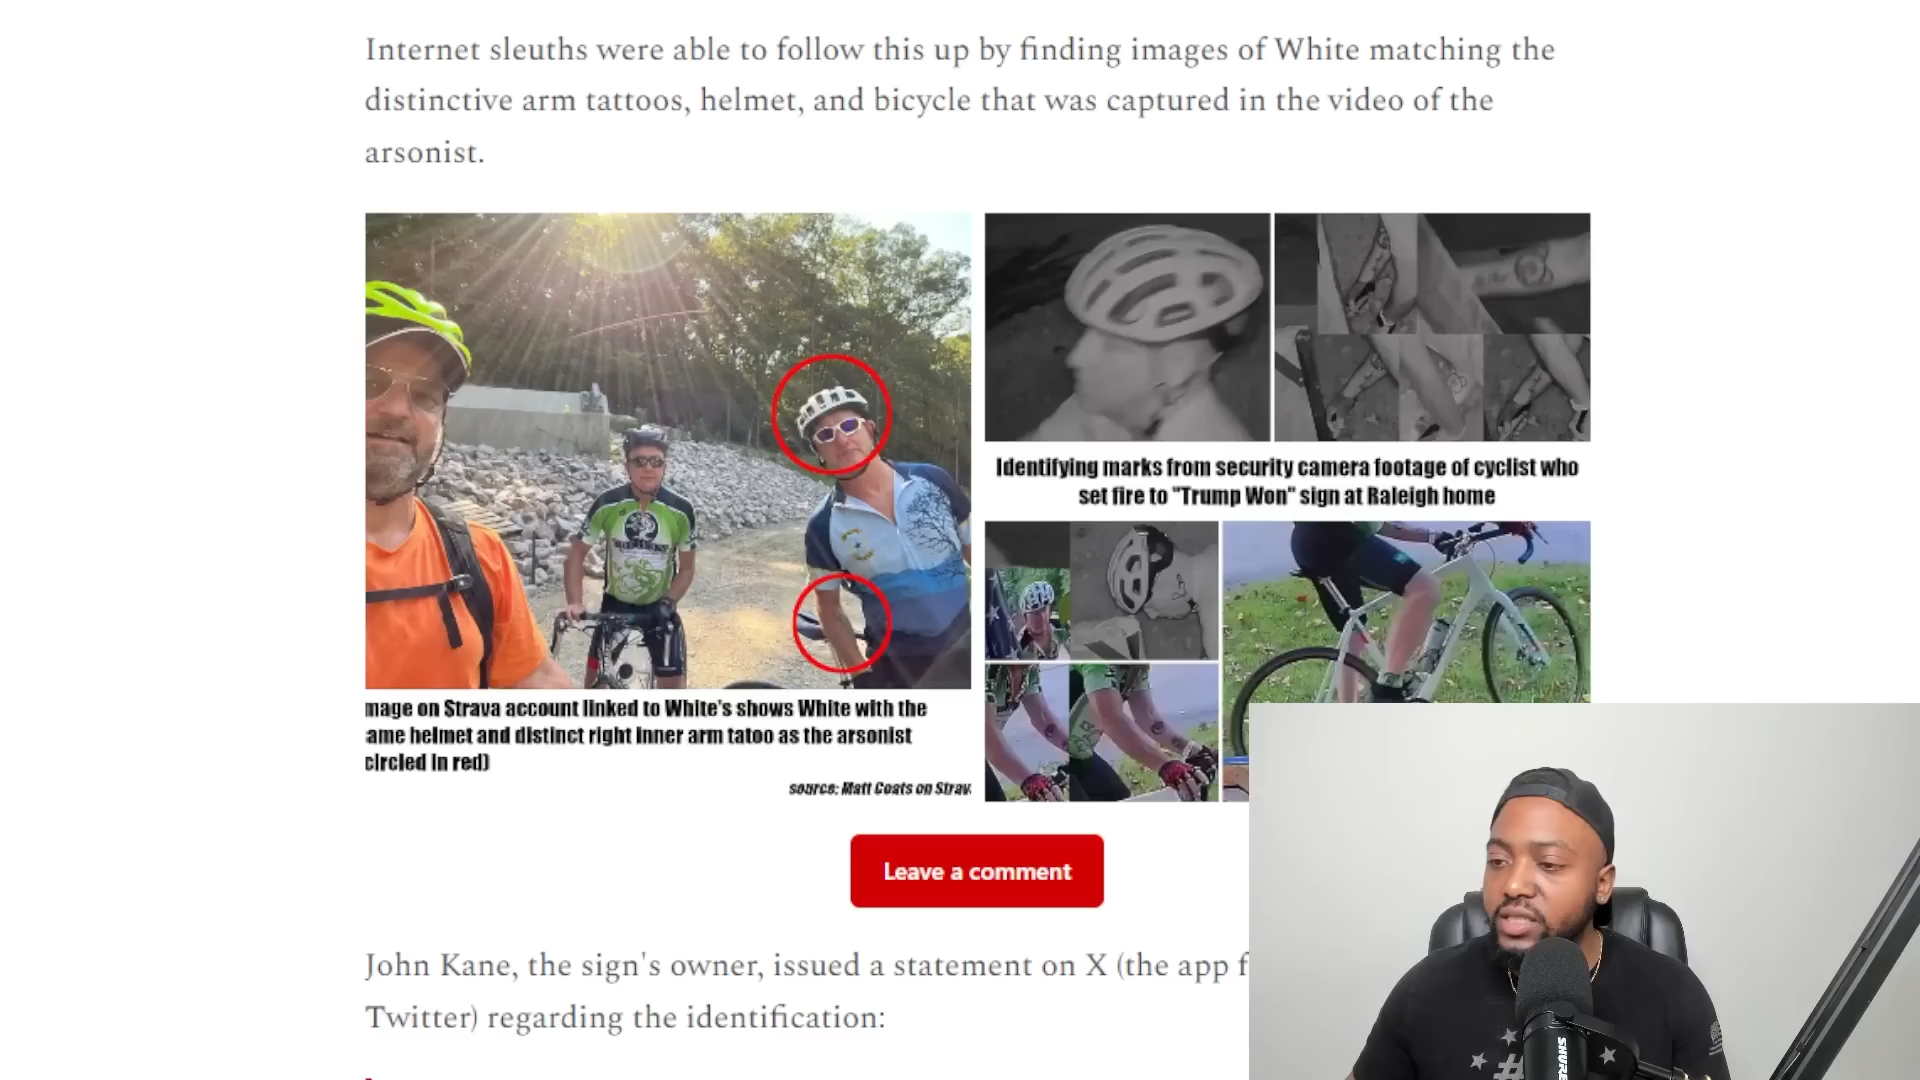 Internet sleuths were able to follow this up by finding images of White matching the
distinctive arm tattoos, helmet, and bicycle that was captured in the video of the
arsonist.
mage on Strava account linked to White's shows White with the
ame helmet and distinct right inner arm tatoo as the arsonist
circled in red)
source: Matt Coats on Strav
Identifying marks from security camera footage of cyclist who
set fire to "Trump Won" sign at Raleigh home
Leave a comment
John Kane, the sign's owner, issued a statement on X (the app f
Twitter) regarding the identification:
SHURE
#